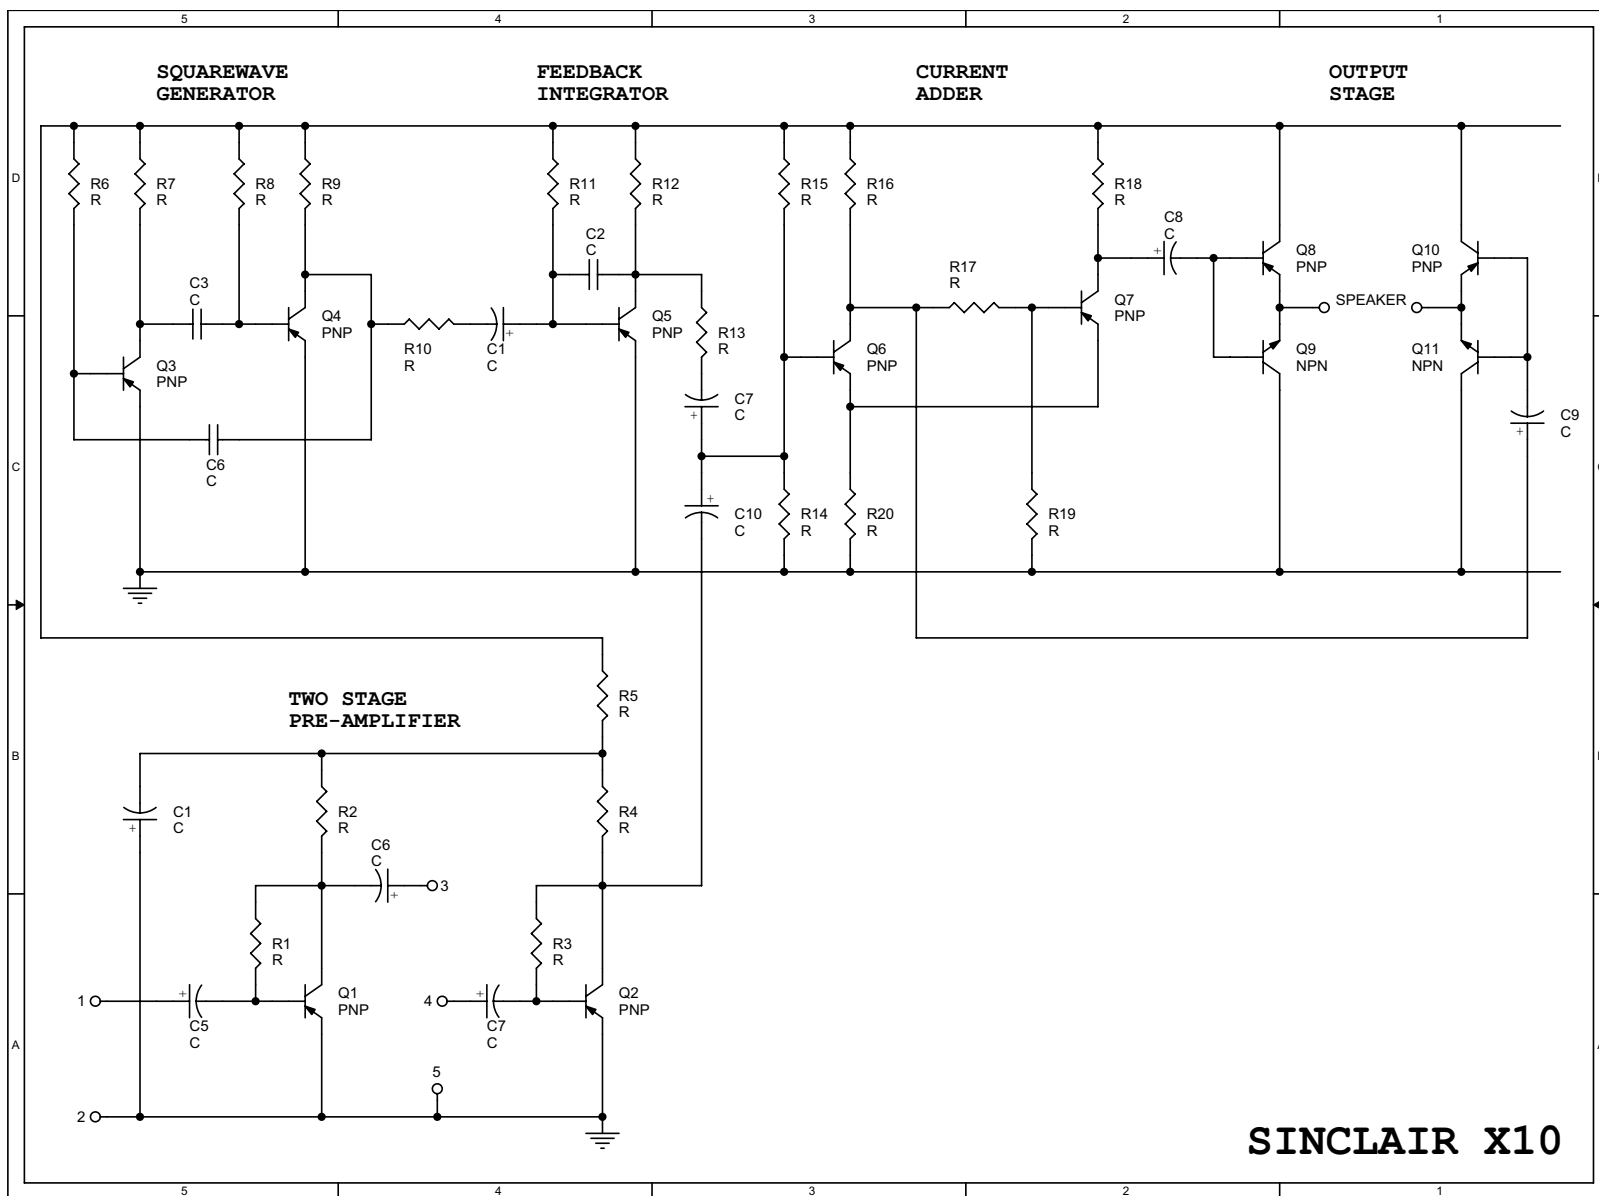 5 4 3 2 1
SQUAREWAVE
GENERATOR
FEEDBACK
INTEGRATOR
CURRENT
ADDER
OUTPUT
STAGE
D
R6
R
R7
R
R8
R
R9
R
R11
R
R12
R
R15
R
R16
R
R18
R
C3
C
C2
C
C8
C
+
R17
R
Q8
PNP
Q10
PNP
SPEAKER
Q3
PNP
Q4
PNP
R10
R
C1
C
+
Q5
PNP
R13
R
Q6
PNP
Q7
PNP
Q9
NPN
Q11
NPN
C7
C
+
C9
C
+
C
C6
C
C10
C
+
R14
R
R20
R
R19
R
TWO STAGE
PRE-AMPLIFIER
R5
R
B
C1
C
+
R2
R
R4
R
C6
C
+
3
R1
R
R3
R
1
+
C5
C
Q1
PNP
4
+
C7
C
Q2
PNP
A
5
2
SINCLAIR X10
5 4 3 2 1